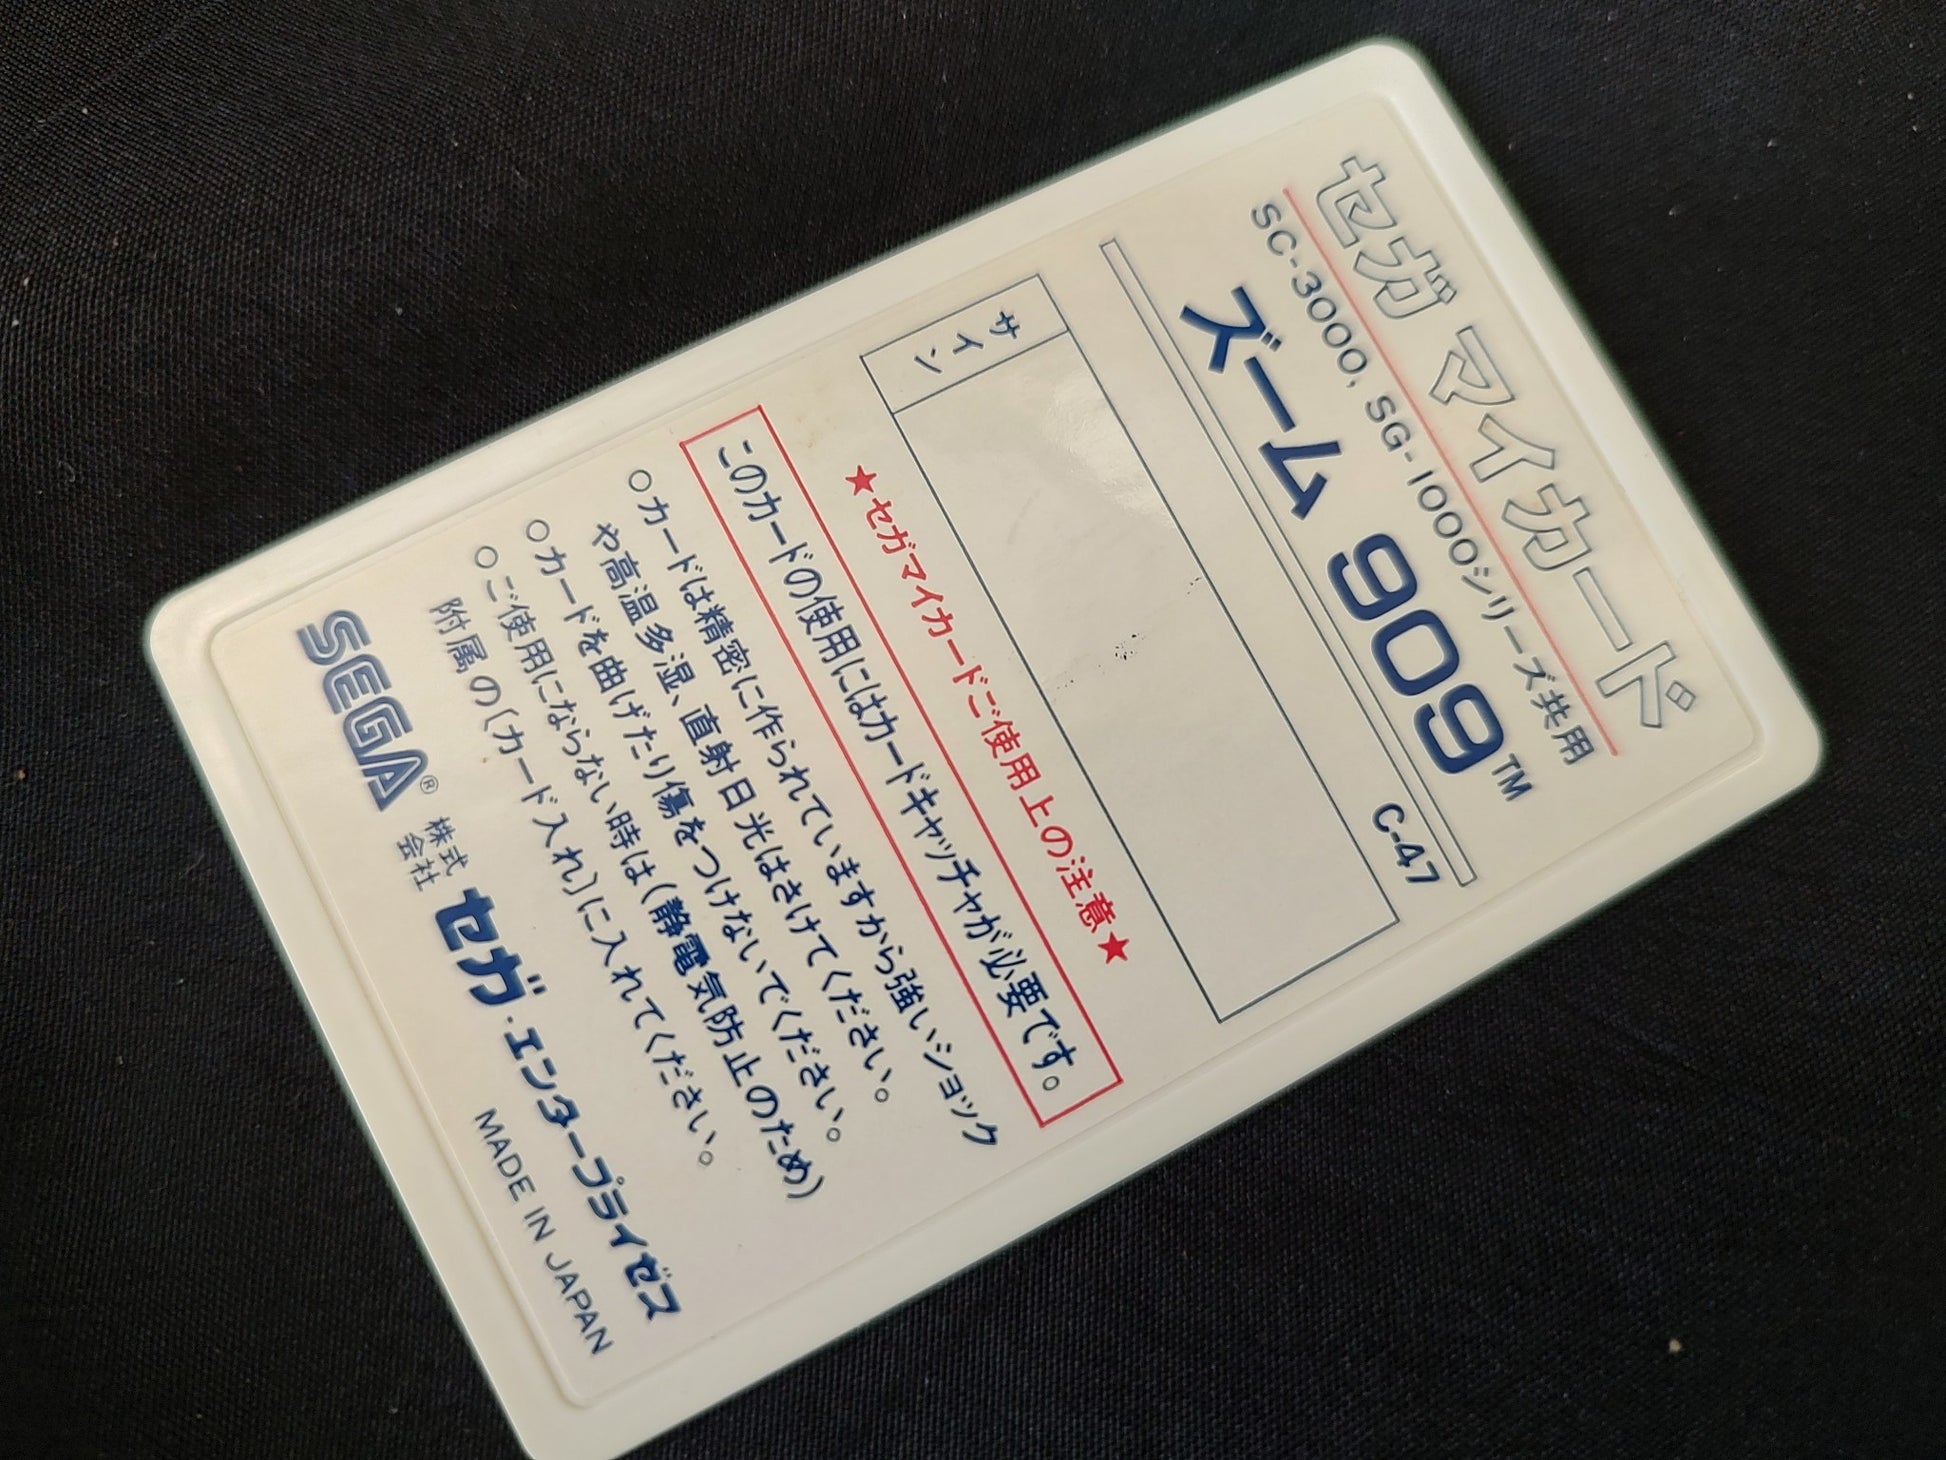 セガ マイカード
SC-3000, SG-1000シリーズ共用
ズーム 909™
C-47
サイン
★セガマイカードご使用上の注意★
このカードの使用にはカードキャッチャが必要です。
○カードは精密に作られていますから強いショック
や高温多湿、直射日光はさけてください。
○カードを曲げたり傷をつけないでください。
○ご使用にならない時は(静電気防止のため)
附属の(カード入れ)に入れてください。
SEGA® 株式会社 セガ・エンタープライゼス
MADE IN JAPAN